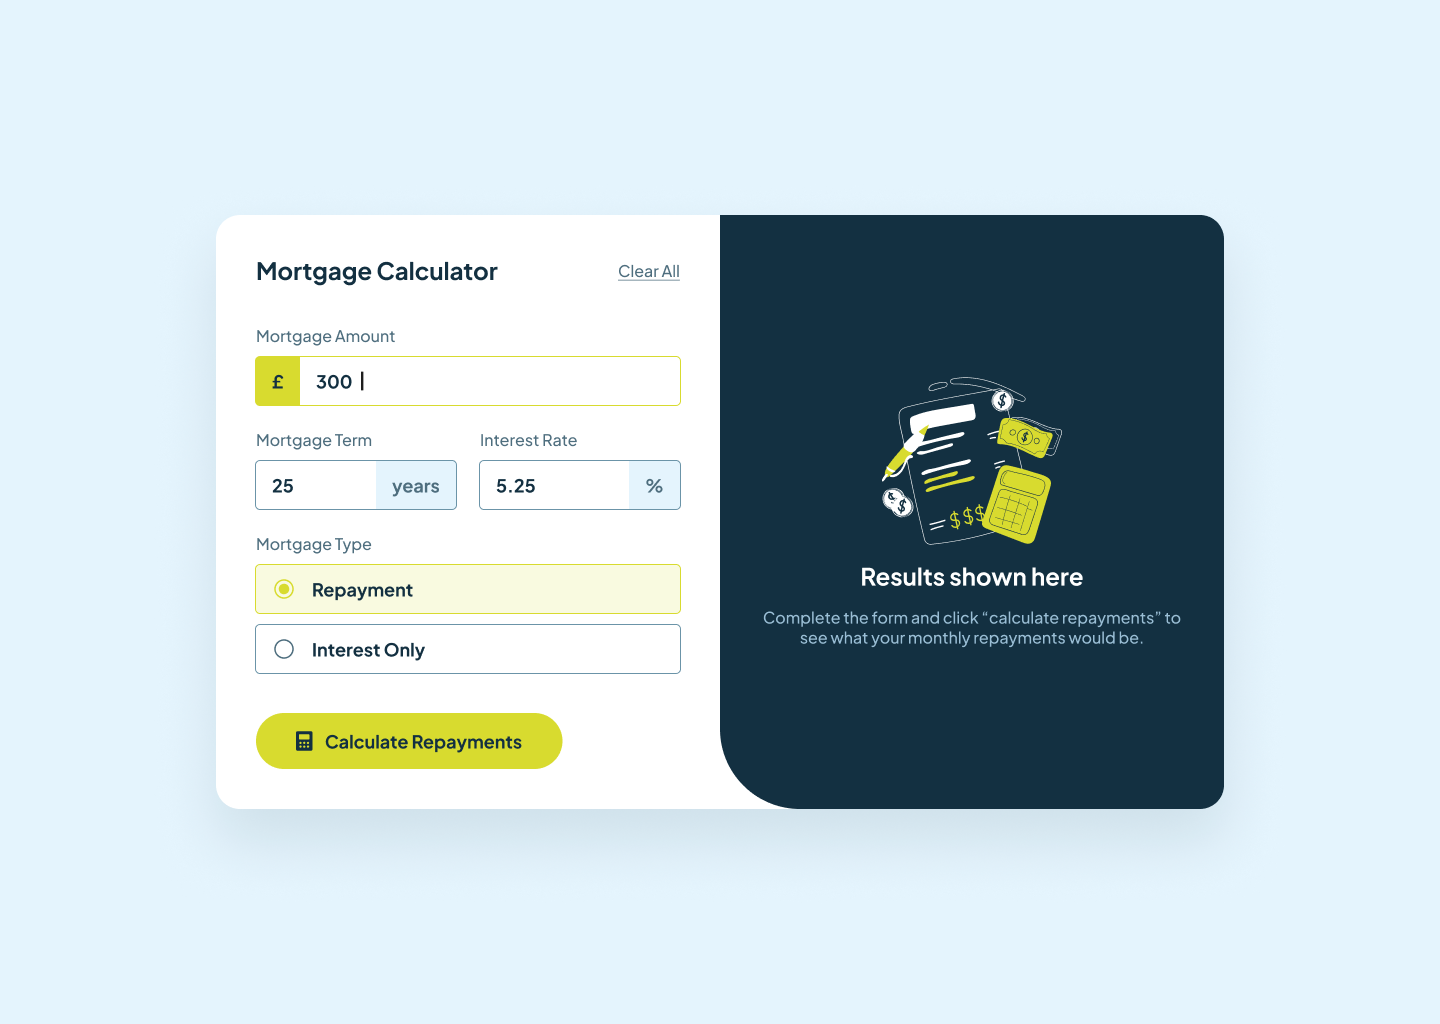 Mortgage Calculator
Clear All
Mortgage Amount
£
300
Mortgage Term
Interest Rate
25
years
5.25
%
Mortgage Type
Repayment
Interest Only
Calculate Repayments
$
$
$
$
$$$
Results shown here
Complete the form and click “calculate repayments” to
see what your monthly repayments would be.